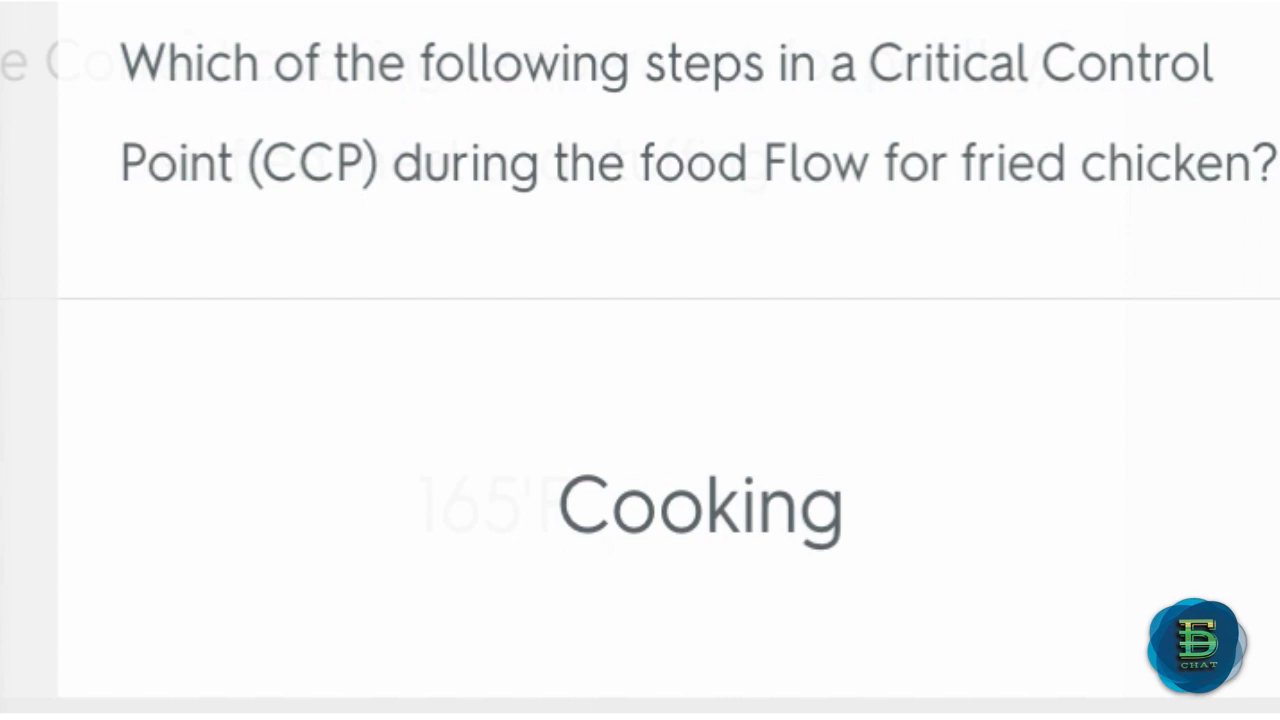 Which of the following steps in a Critical Control
Point (CCP) during the food Flow for fried chicken?
165'F
Cooking
CHAT